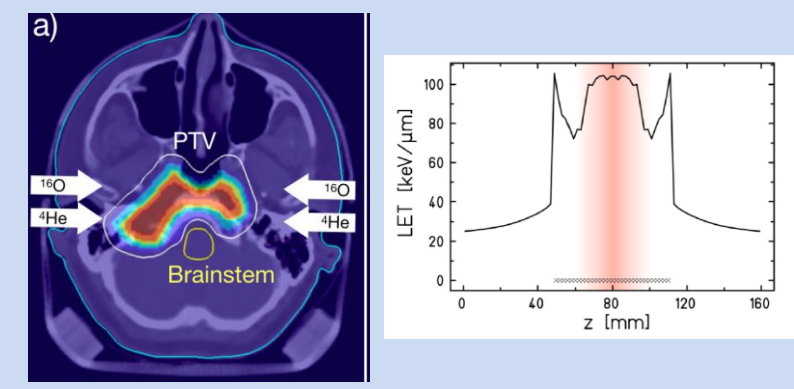 a)
PTV
¹⁶O
¹⁶O
⁴He
⁴He
Brainstem
LET [keV/μm]
100
80
60
40
20
0
0
40
80
120
160
z [mm]